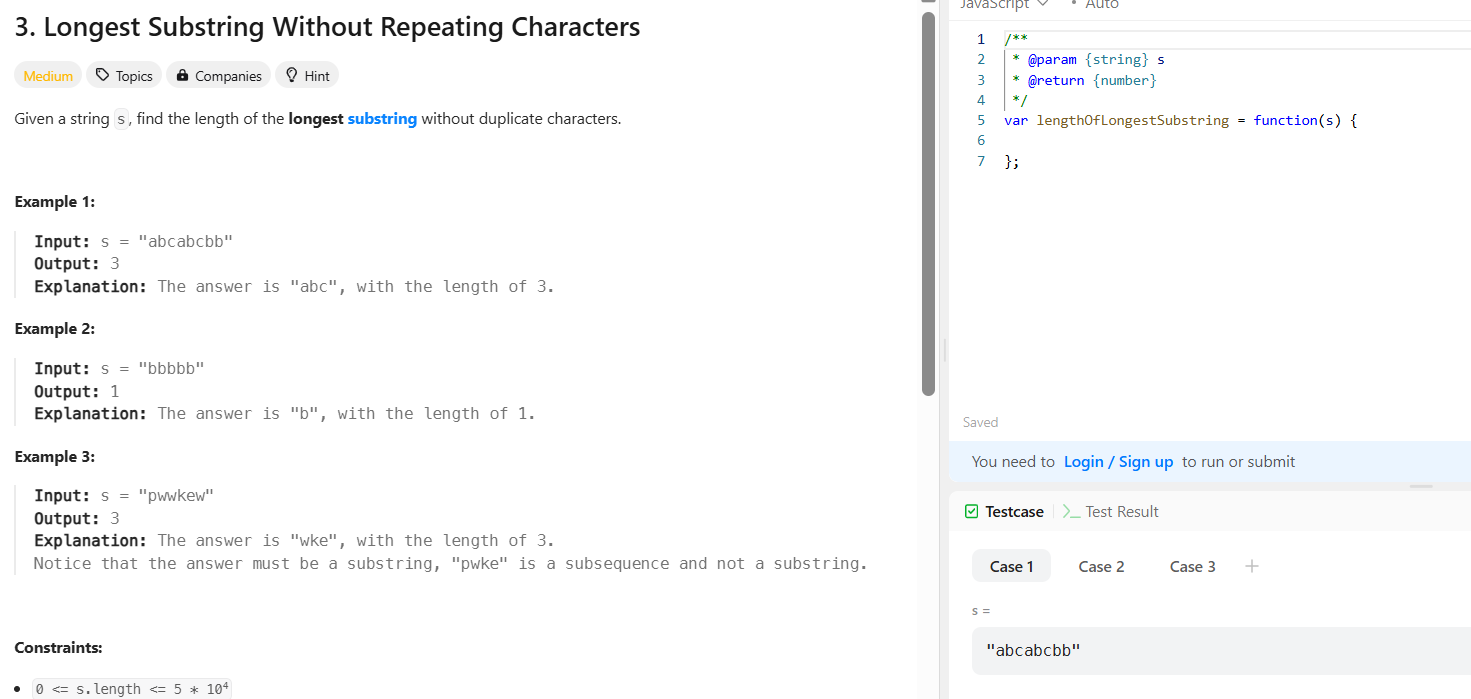 3. Longest Substring Without Repeating Characters
Medium Topics Companies Hint
Given a string s, find the length of the longest substring without duplicate characters.
Example 1:
Input: s = "abcabcbb"
Output: 3
Explanation: The answer is "abc", with the length of 3.
Example 2:
Input: s = "bbbbb"
Output: 1
Explanation: The answer is "b", with the length of 1.
Example 3:
Input: s = "pwwkew"
Output: 3
Explanation: The answer is "wke", with the length of 3.
Notice that the answer must be a substring, "pwke" is a subsequence and not a substring.
Constraints:
• 0 <= s.length <= 5 * 10⁴
JavaScript • Auto
1 /**
2 * @param {string} s
3 * @return {number}
4 */
5 var lengthOfLongestSubstring = function(s) {
6
7 };
Saved
You need to Login / Sign up to run or submit
Testcase >_ Test Result
Case 1 Case 2 Case 3 +
s =
"abcabcbb"